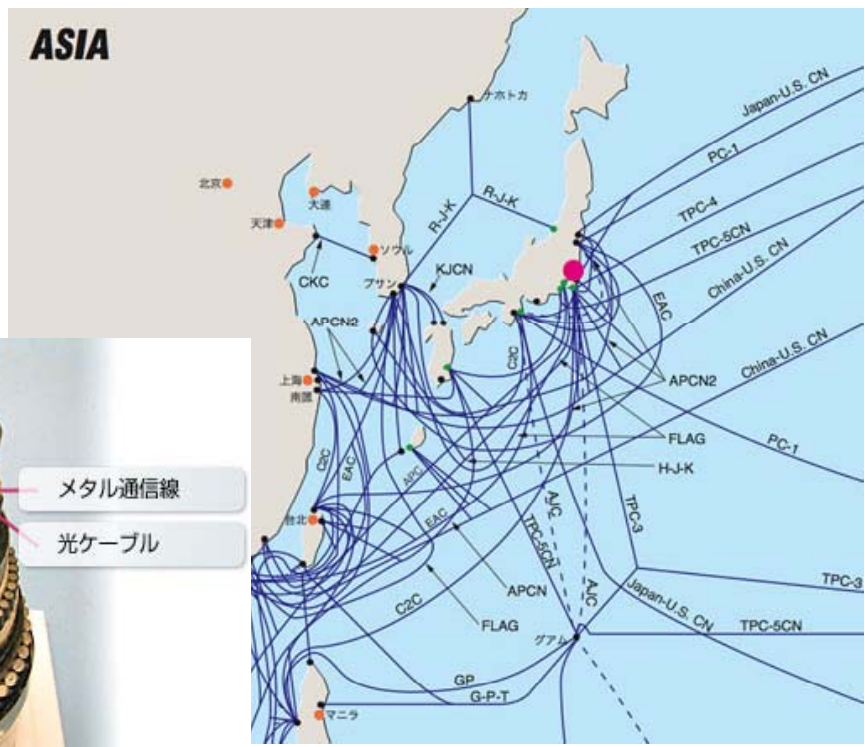 ASIA
ナホトカ
Japan-U.S. CN
PC-1
北京
大連
R-J-K
R-J-K
TPC-4
天津
ソウル
TPC-5CN
CKC
プサン
KJCN
China-U.S. CN
EAC
APCN2
C2C
China-U.S. CN
上海
南匯
APCN2
FLAG
PC-1
C2C
EAC
APC
H-J-K
メタル通信線
AJC
TPC-3
台北
EAC
TPC-5CN
光ケーブル
APCN
AJC
Japan-U.S. CN
TPC-3
C2C
FLAG
グアム
TPC-5CN
GP
G-P-T
マニラ